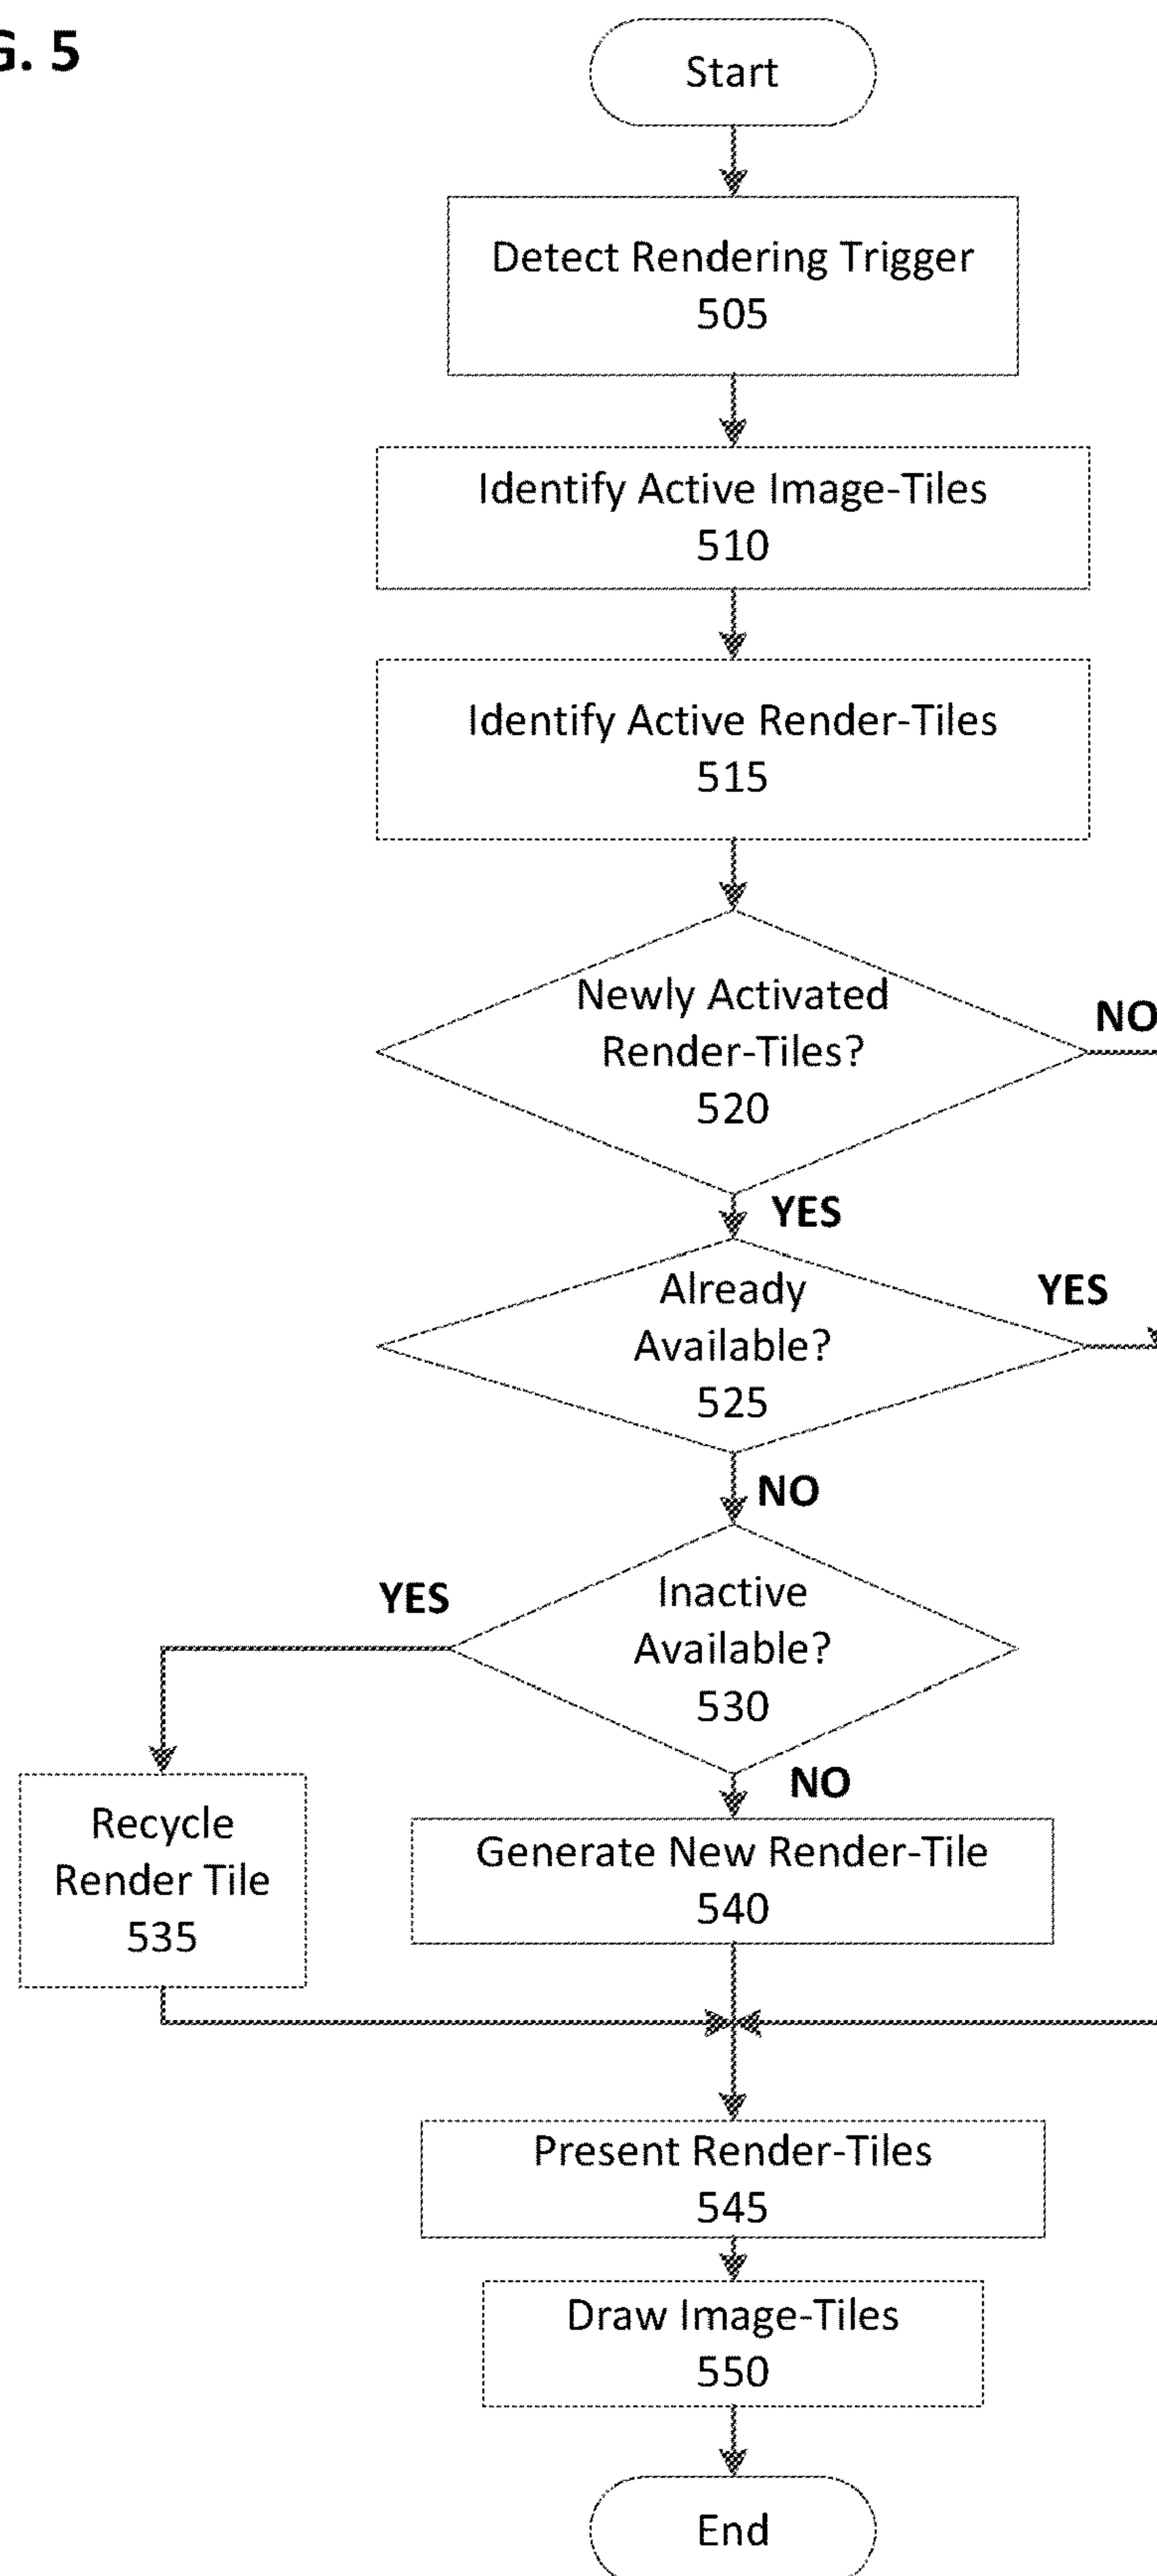 G. 5
Start
Detect Rendering Trigger
505
Identify Active Image-Tiles
510
Identify Active Render-Tiles
515
Newly Activated
Render-Tiles?
520
NO
YES
Already
Available?
525
YES
NO
Inactive
Available?
530
YES
NO
Recycle
Render Tile
535
Generate New Render-Tile
540
Present Render-Tiles
545
Draw Image-Tiles
550
End